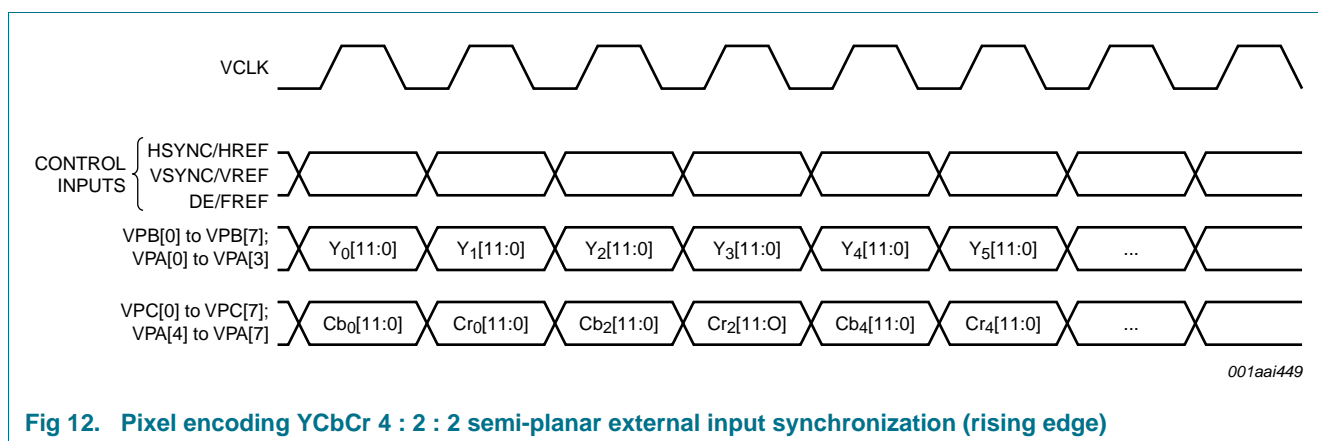 VCLK
CONTROL INPUTS
HSYNC/HREF
VSYNC/VREF
DE/FREF
VPB[0] to VPB[7];
VPA[0] to VPA[3]
Y0[11:0] Y1[11:0] Y2[11:0] Y3[11:0] Y4[11:0] Y5[11:0] ...
VPC[0] to VPC[7];
VPA[4] to VPA[7]
Cb0[11:0] Cr0[11:0] Cb2[11:0] Cr2[11:O] Cb4[11:0] Cr4[11:0] ...
001aai449
Fig 12. Pixel encoding YCbCr 4 : 2 : 2 semi-planar external input synchronization (rising edge)